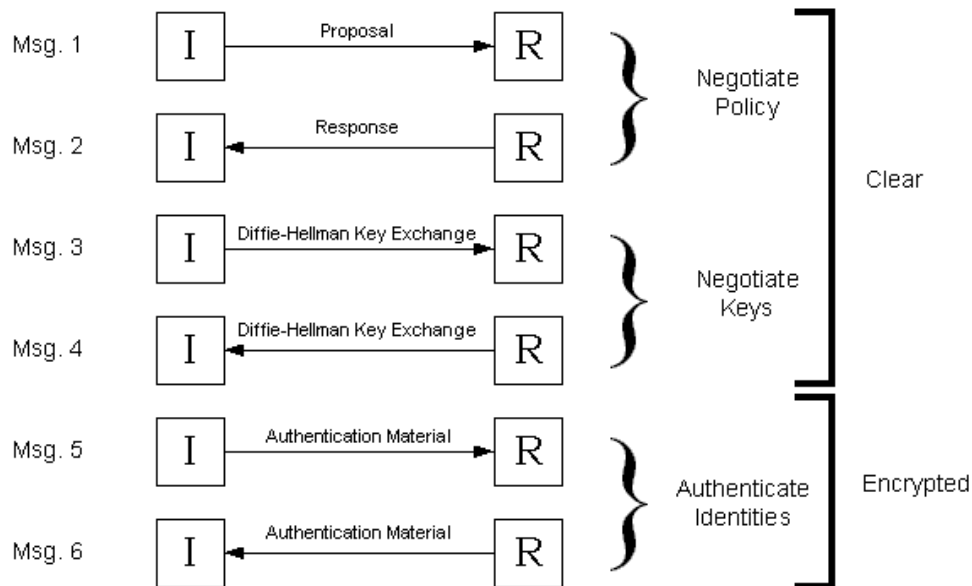 Msg. 1
I
Proposal
R
Negotiate
Policy
Msg. 2
I
Response
R
Clear
Msg. 3
I
Diffie-Hellman Key Exchange
R
Negotiate
Keys
Msg. 4
I
Diffie-Hellman Key Exchange
R
Msg. 5
I
Authentication Material
R
Authenticate
Identities
Encrypted
Msg. 6
I
Authentication Material
R